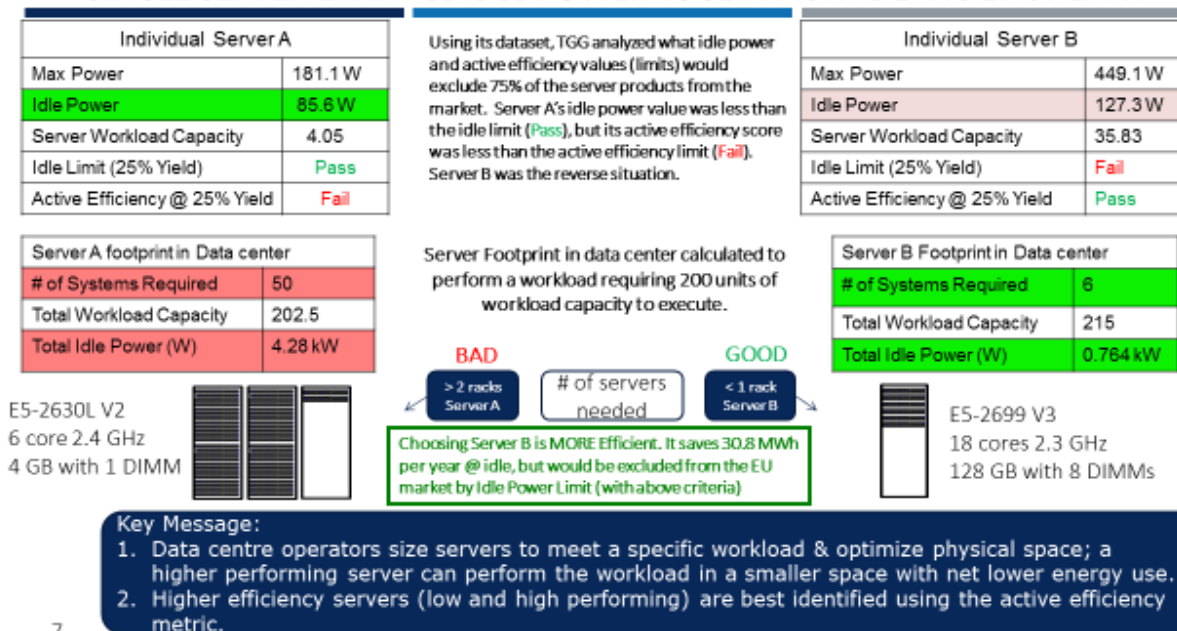 Individual Server A
Max Power 181.1 W
Idle Power 85.6 W
Server Workload Capacity 4.05
Idle Limit (25% Yield) Pass
Active Efficiency @ 25% Yield Fail
Using its dataset, TGG analyzed what idle power
and active efficiency values (limits) would
exclude 75% of the server products from the
market. Server A's idle power value was less than
the idle limit (Pass), but its active efficiency score
was less than the active efficiency limit (Fail).
Server B was the reverse situation.
Individual Server B
Max Power 449.1 W
Idle Power 127.3 W
Server Workload Capacity 35.83
Idle Limit (25% Yield) Fail
Active Efficiency @ 25% Yield Pass
Server A footprint in Data center
# of Systems Required 50
Total Workload Capacity 202.5
Total Idle Power (W) 4.28 kW
Server Footprint in data center calculated to
perform a workload requiring 200 units of
workload capacity to execute.
Server B Footprint in Data center
# of Systems Required 6
Total Workload Capacity 215
Total Idle Power (W) 0.764 kW
BAD
GOOD
> 2 racks
Server A
# of servers
needed
< 1 rack
Server B
E5-2630L V2
6 core 2.4 GHz
4 GB with 1 DIMM
Choosing Server B is MORE Efficient. It saves 30.8 MWh
per year @ idle, but would be excluded from the EU
market by Idle Power Limit (with above criteria)
E5-2699 V3
18 cores 2.3 GHz
128 GB with 8 DIMMs
Key Message:
1. Data centre operators size servers to meet a specific workload & optimize physical space; a
higher performing server can perform the workload in a smaller space with net lower energy use.
2. Higher efficiency servers (low and high performing) are best identified using the active efficiency
metric.
7